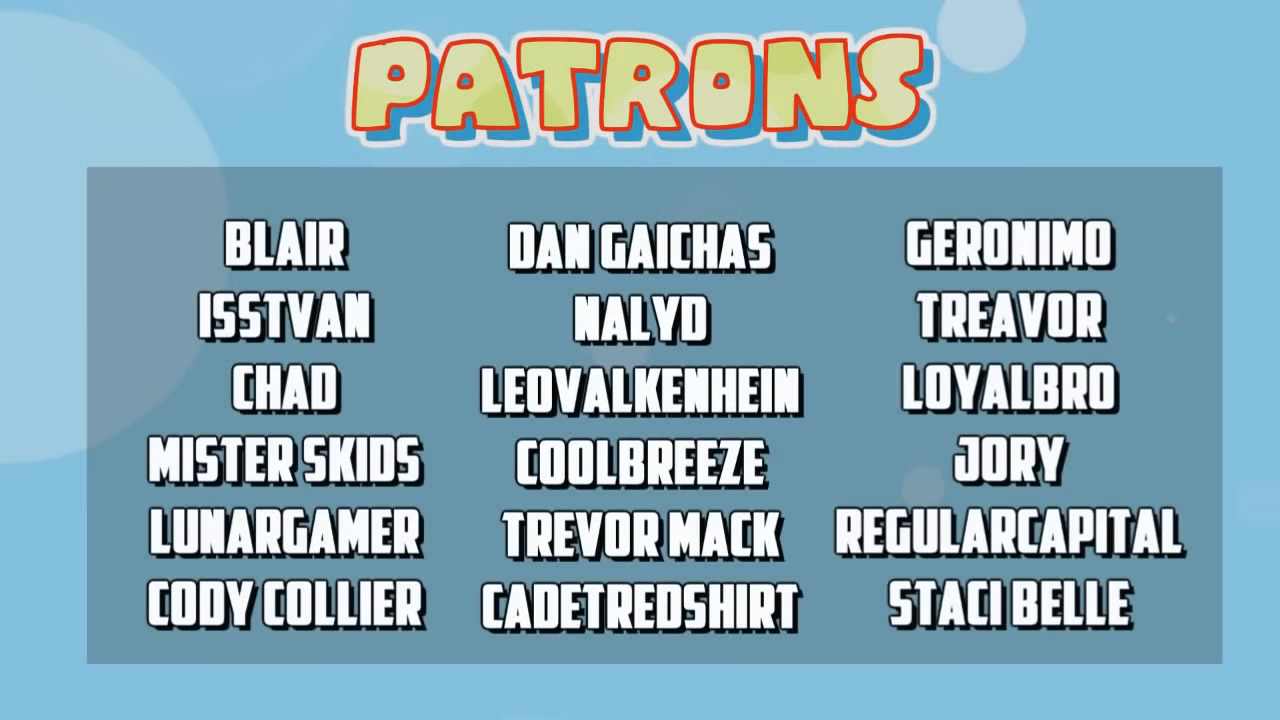 PATRONS
BLAIR
ISSTVAN
CHAD
MISTER SKIDS
LUNARGAMER
CODY COLLIER
DAN GAICHAS
NALYD
LEOVALKENHEIN
COOLBREEZE
TREVOR MACK
CADETREDSHIRT
GERONIMO
TREAVOR
LOYALBRO
JORY
REGULARCAPITAL
STACI BELLE